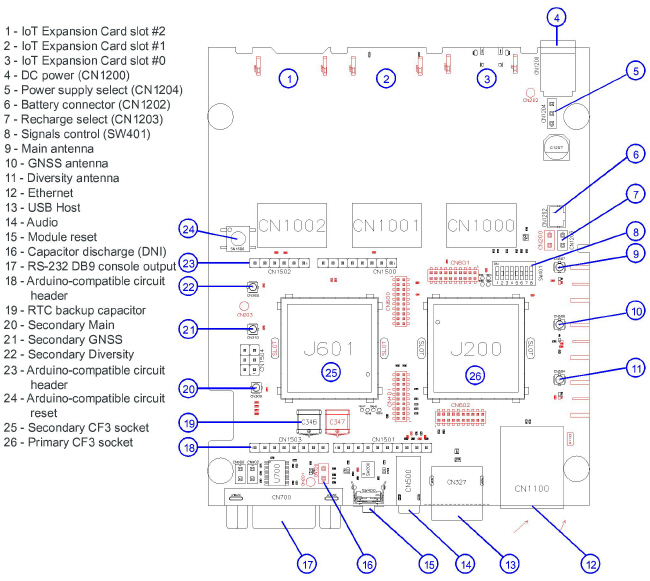 1 - IoT Expansion Card slot #2
2 - IoT Expansion Card slot #1
3 - IoT Expansion Card slot #0
4 - DC power (CN1200)
5 - Power supply select (CN1204)
6 - Battery connector (CN1202)
7 - Recharge select (CN1203)
8 - Signals control (SW401)
9 - Main antenna
10 - GNSS antenna
11 - Diversity antenna
12 - Ethernet
13 - USB Host
14 - Audio
15 - Module reset
16 - Capacitor discharge (DNI)
17 - RS-232 DB9 console output
18 - Arduino-compatible circuit
header
19 - RTC backup capacitor
20 - Secondary Main
21 - Secondary GNSS
22 - Secondary Diversity
23 - Arduino-compatible circuit
header
24 - Arduino-compatible circuit
reset
25 - Secondary CF3 socket
26 - Primary CF3 socket
4
1
2
3
5
CN1204
6
CN1202
7
24
CN1002
CN1001
CN1000
8
23
CN1502
CN1500
CN601
9
22
CN600
21
SLOT
J601
SLOT
SLOT
J200
SLOT
10
CN1504
25
26
11
20
CN602
19
C346
C347
18
CN1503
CN1501
U700
CN700
CN500
CN327
CN1100
17
16
15
14
13
12